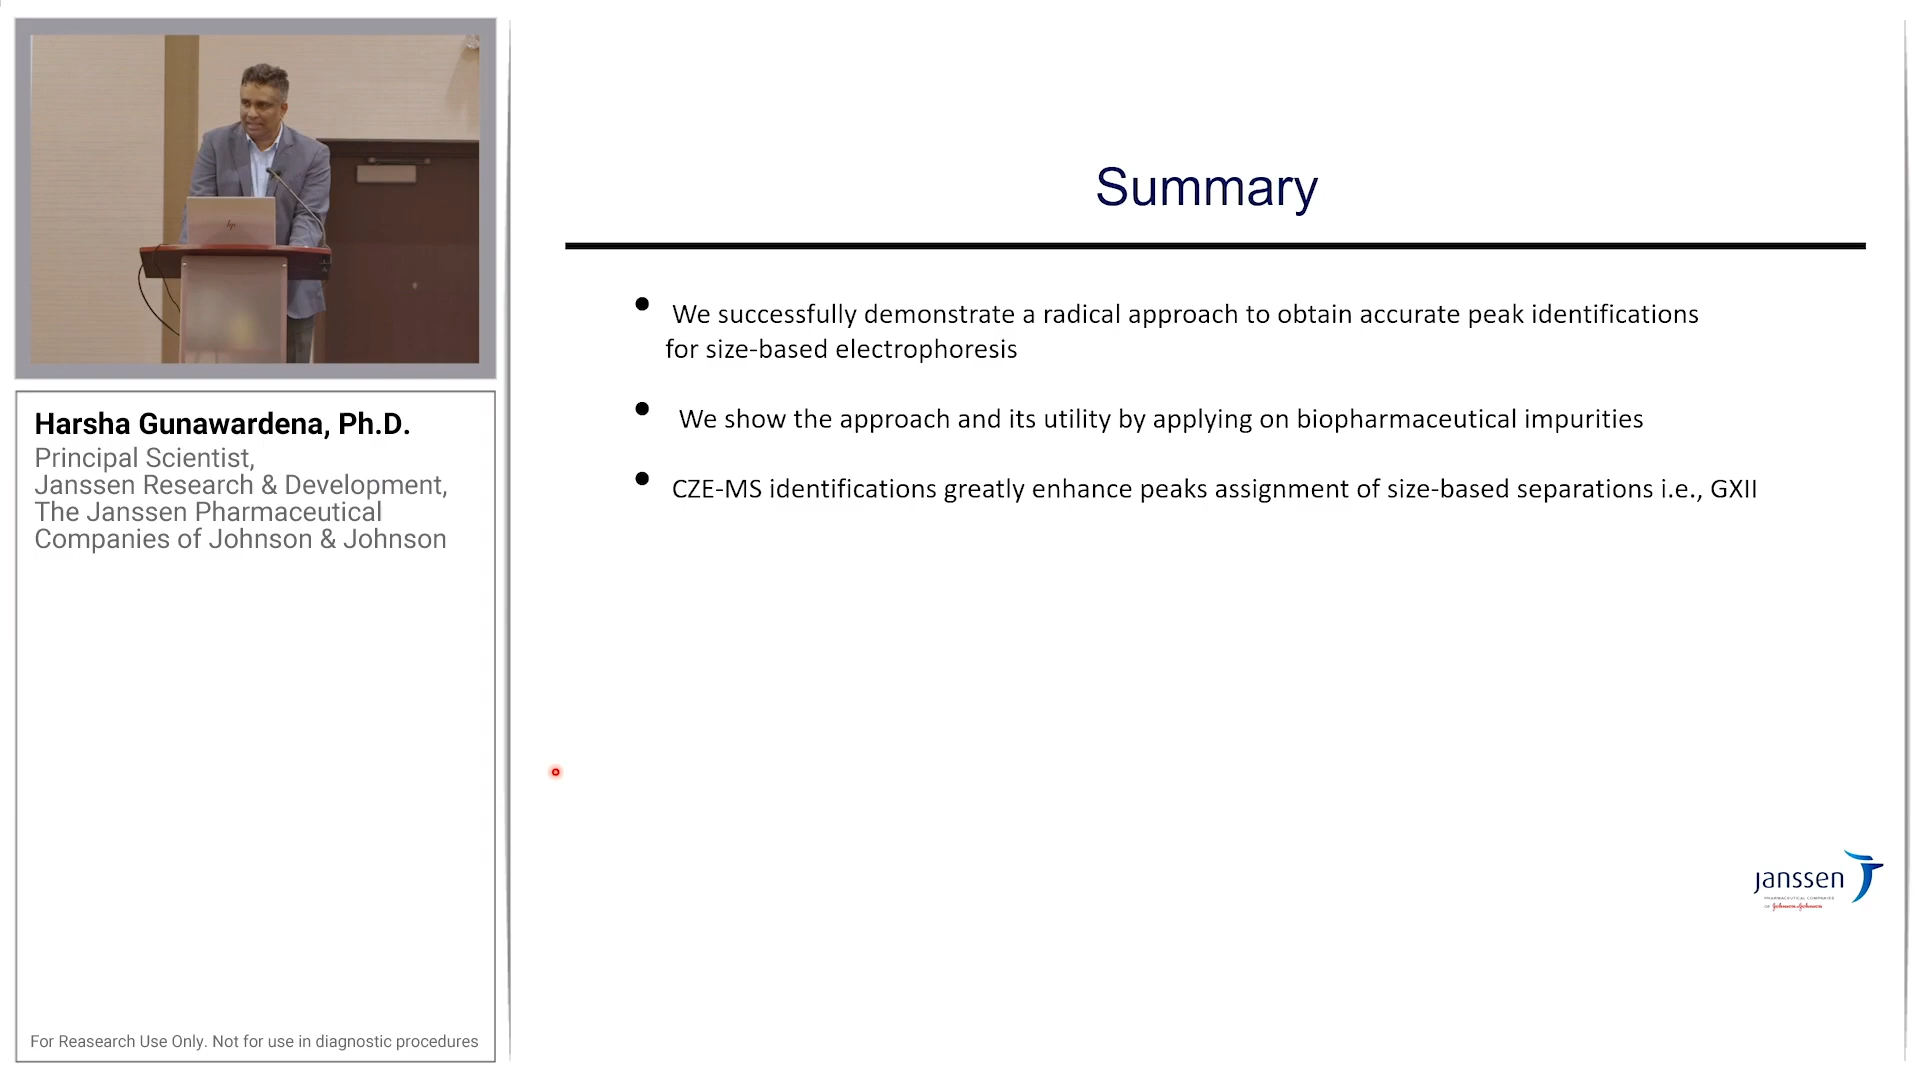 hp
Harsha Gunawardena, Ph.D.
Principal Scientist,
Janssen Research & Development,
The Janssen Pharmaceutical
Companies of Johnson & Johnson
For Reasearch Use Only. Not for use in diagnostic procedures
Summary
• We successfully demonstrate a radical approach to obtain accurate peak identifications
for size-based electrophoresis
• We show the approach and its utility by applying on biopharmaceutical impurities
• CZE-MS identifications greatly enhance peaks assignment of size-based separations i.e., GXII
janssen
PHARMACEUTICAL COMPANIES
OF Johnson & Johnson